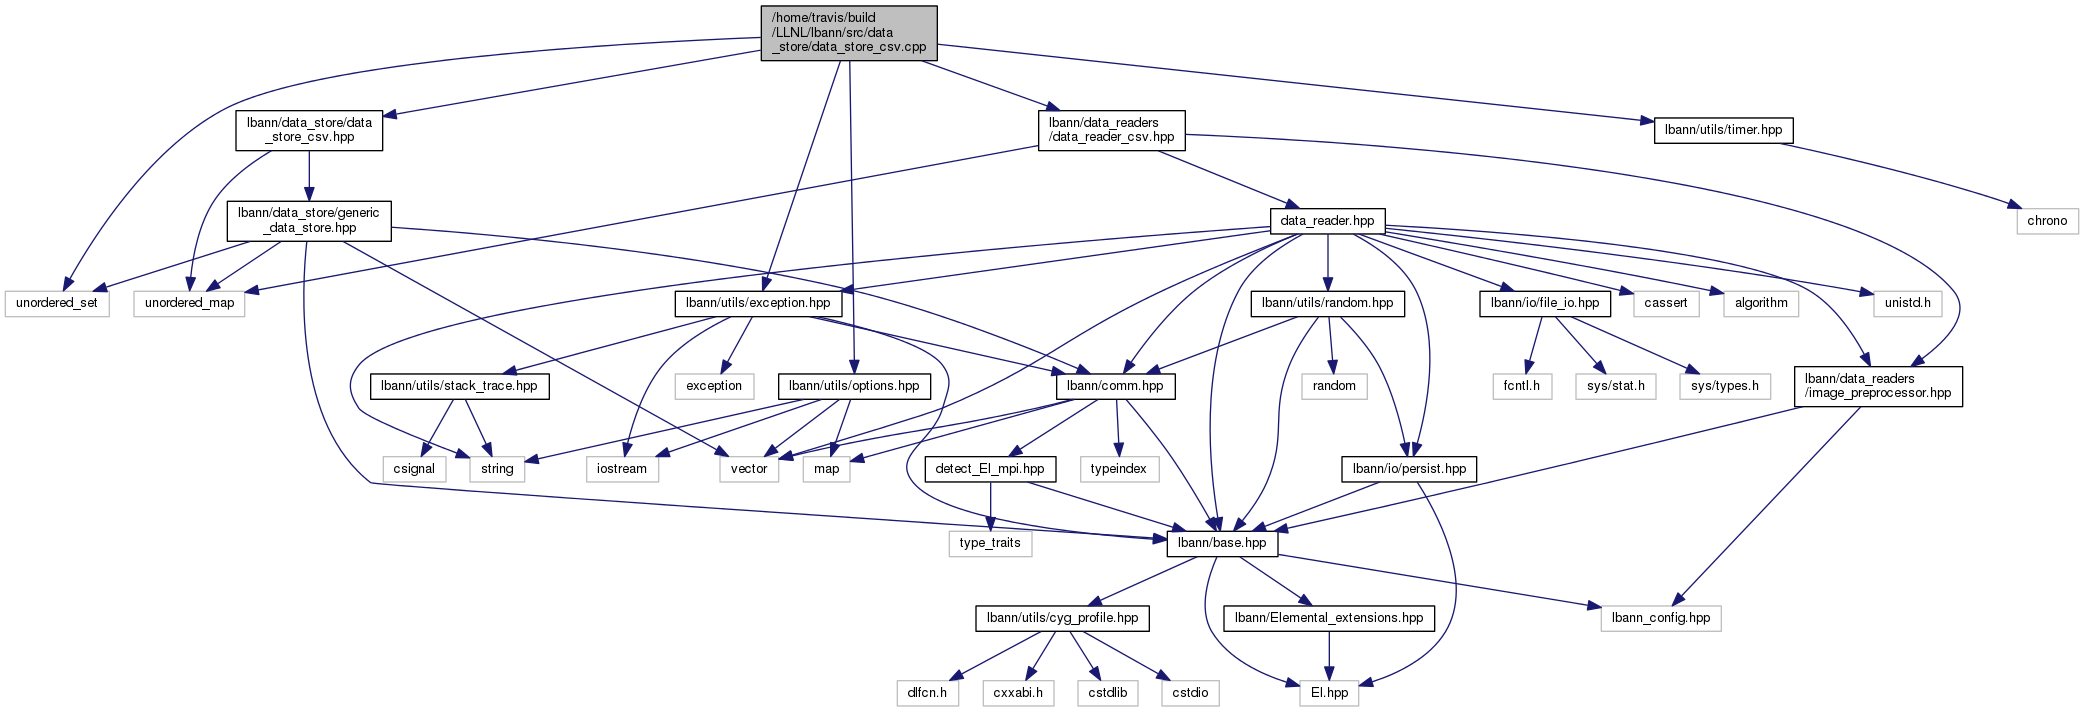 /home/travis/build
/LLNL/lbann/src/data
_store/data_store_csv.cpp
lbann/data_store/data
_store_csv.hpp
lbann/data_readers
/data_reader_csv.hpp
lbann/utils/timer.hpp
lbann/data_store/generic
_data_store.hpp
data_reader.hpp
chrono
unordered_set
unordered_map
lbann/utils/exception.hpp
lbann/utils/random.hpp
lbann/io/file_io.hpp
cassert
algorithm
unistd.h
lbann/utils/stack_trace.hpp
exception
lbann/utils/options.hpp
lbann/comm.hpp
random
fcntl.h
sys/stat.h
sys/types.h
lbann/data_readers
/image_preprocessor.hpp
csignal
string
iostream
vector
map
detect_El_mpi.hpp
typeindex
lbann/io/persist.hpp
type_traits
lbann/base.hpp
lbann/utils/cyg_profile.hpp
lbann/Elemental_extensions.hpp
lbann_config.hpp
dlfcn.h
cxxabi.h
cstdlib
cstdio
El.hpp